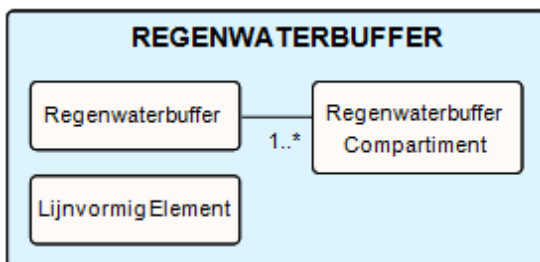 REGENWATERBUFFER
Regenwaterbuffer
1..*
Regenwaterbuffer
Compartiment
LijnvormigElement